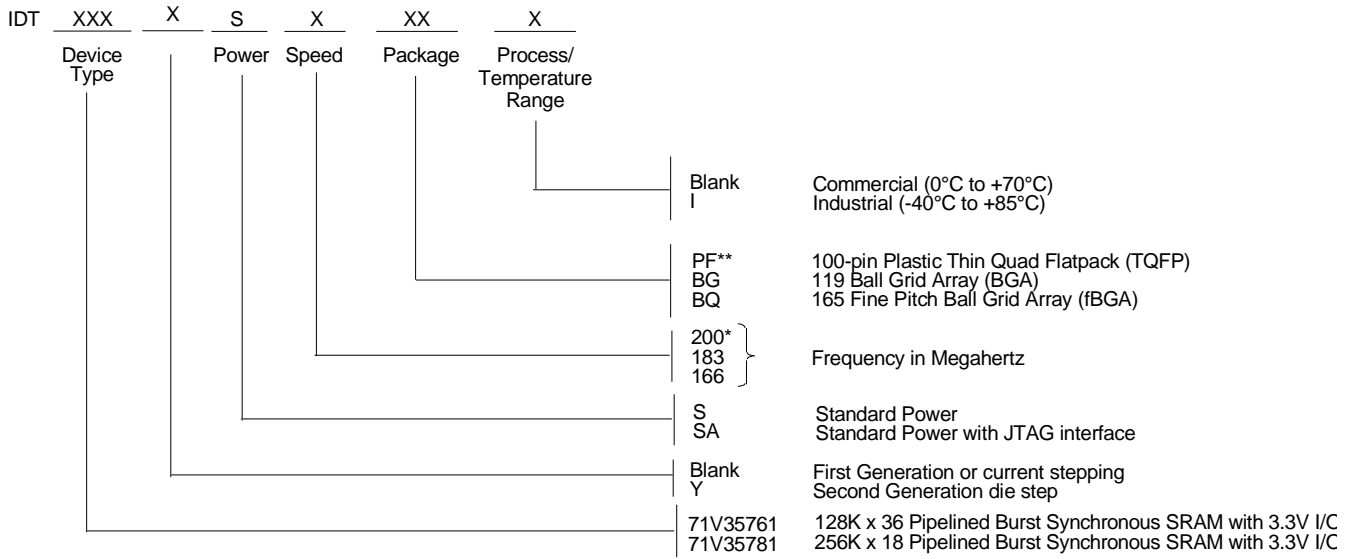 IDT XXX X S X XX X
Device Type Power Speed Package Process/ Temperature Range
Blank Commercial (0°C to +70°C)
I Industrial (-40°C to +85°C)
PF** 100-pin Plastic Thin Quad Flatpack (TQFP)
BG 119 Ball Grid Array (BGA)
BQ 165 Fine Pitch Ball Grid Array (fBGA)
200*
183 Frequency in Megahertz
166
S Standard Power
SA Standard Power with JTAG interface
Blank First Generation or current stepping
Y Second Generation die step
71V35761 128K x 36 Pipelined Burst Synchronous SRAM with 3.3V
71V35781 256K x 18 Pipelined Burst Synchronous SRAM with 3.3V